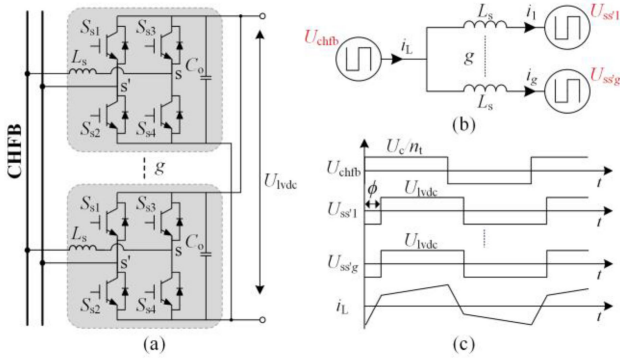 CHFB
Ss1
Ss3
Ls
s
Co
s'
Ss2
Ss4
g
Ulvdc
Ss1
Ss3
Ls
s
Co
s'
Ss2
Ss4
(a)
Uchfb
iL
Ls
i1
Uss'1
g
Ls
ig
Uss'g
(b)
Uc/nt
Uchfb
t
ϕ
Ulvdc
Uss'1
t
Ulvdc
Uss'g
t
iL
t
(c)